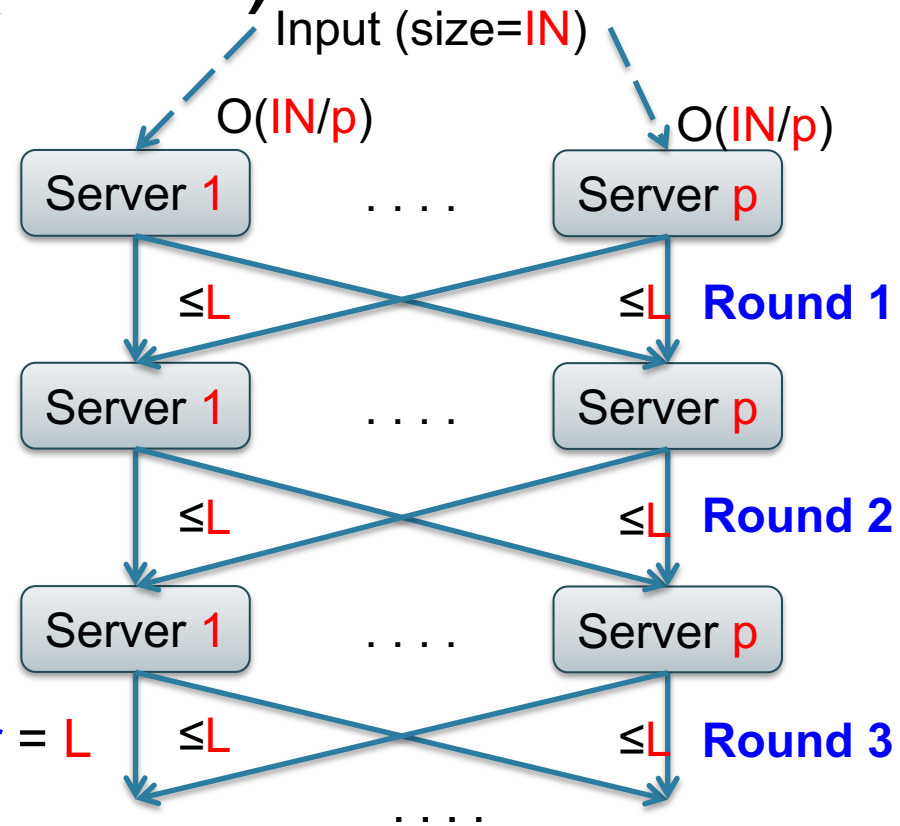 Input (size=IN)
O(IN/p) O(IN/p)
Server 1 . . . . Server p
≤L ≤L Round 1
Server 1 . . . . Server p
≤L ≤L Round 2
Server 1 . . . . Server p
= L ≤L ≤L Round 3
. . . .